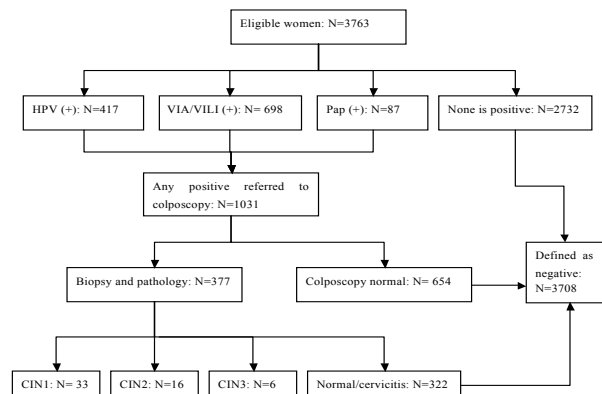 Eligible women: N=3763
HPV (+): N=417
VIA/VILI (+): N= 698
Pap (+): N=87
None is positive: N=2732
Any positive referred to
colposcopy: N=1031
Biopsy and pathology: N=377
Colposcopy normal: N= 654
Defined as
negative:
N=3708
CIN1: N= 33
CIN2: N=16
CIN3: N=6
Normal/cervicitis: N=322